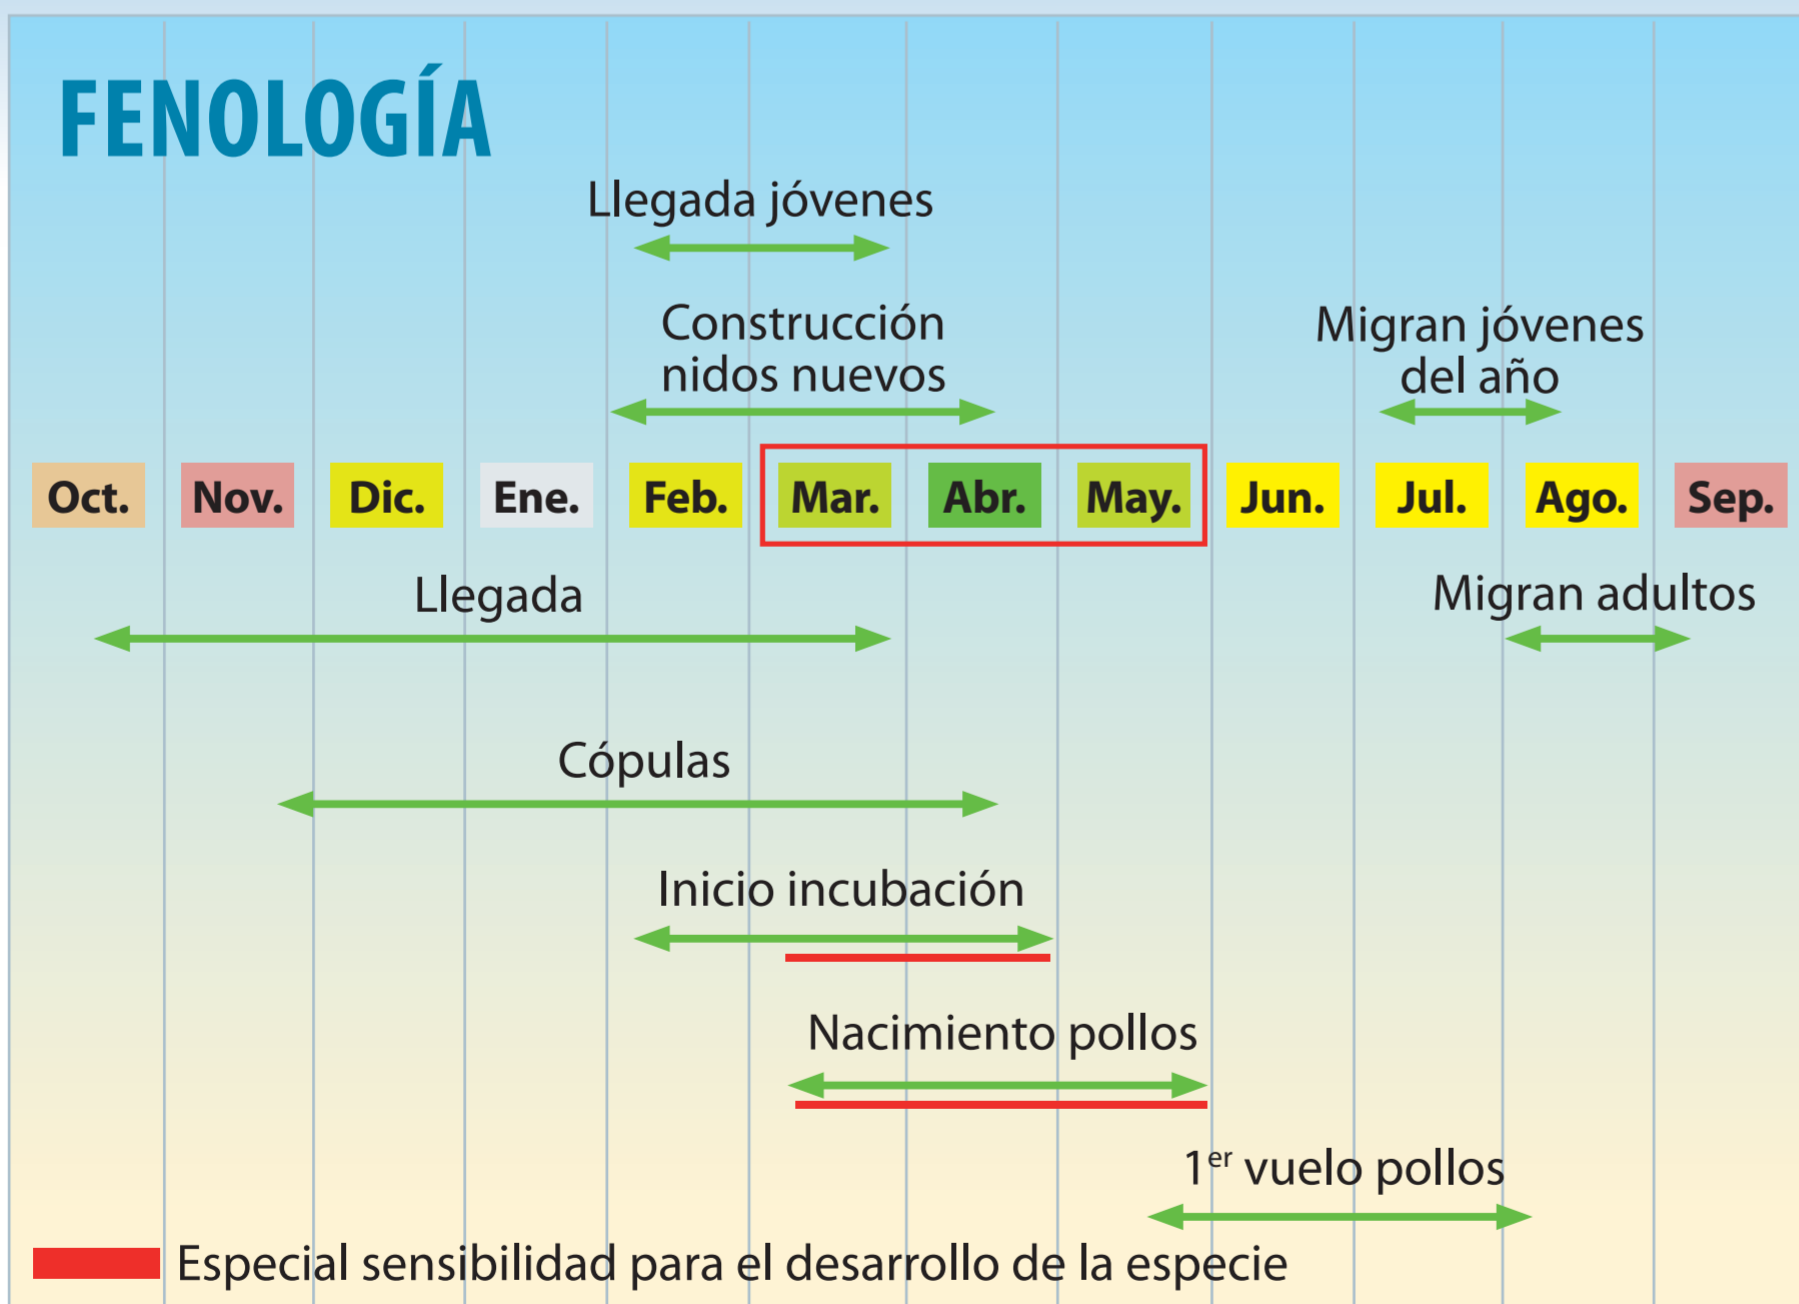 FENOLOGÍA
Llegada jóvenes
Construcción
nidos nuevos
Migran jóvenes
del año
Oct. Nov. Dic. Ene. Feb. Mar. Abr. May. Jun. Jul. Ago. Sep.
Llegada
Migran adultos
Cópulas
Inicio incubación
Nacimiento pollos
1er vuelo pollos
Especial sensibilidad para el desarrollo de la especie